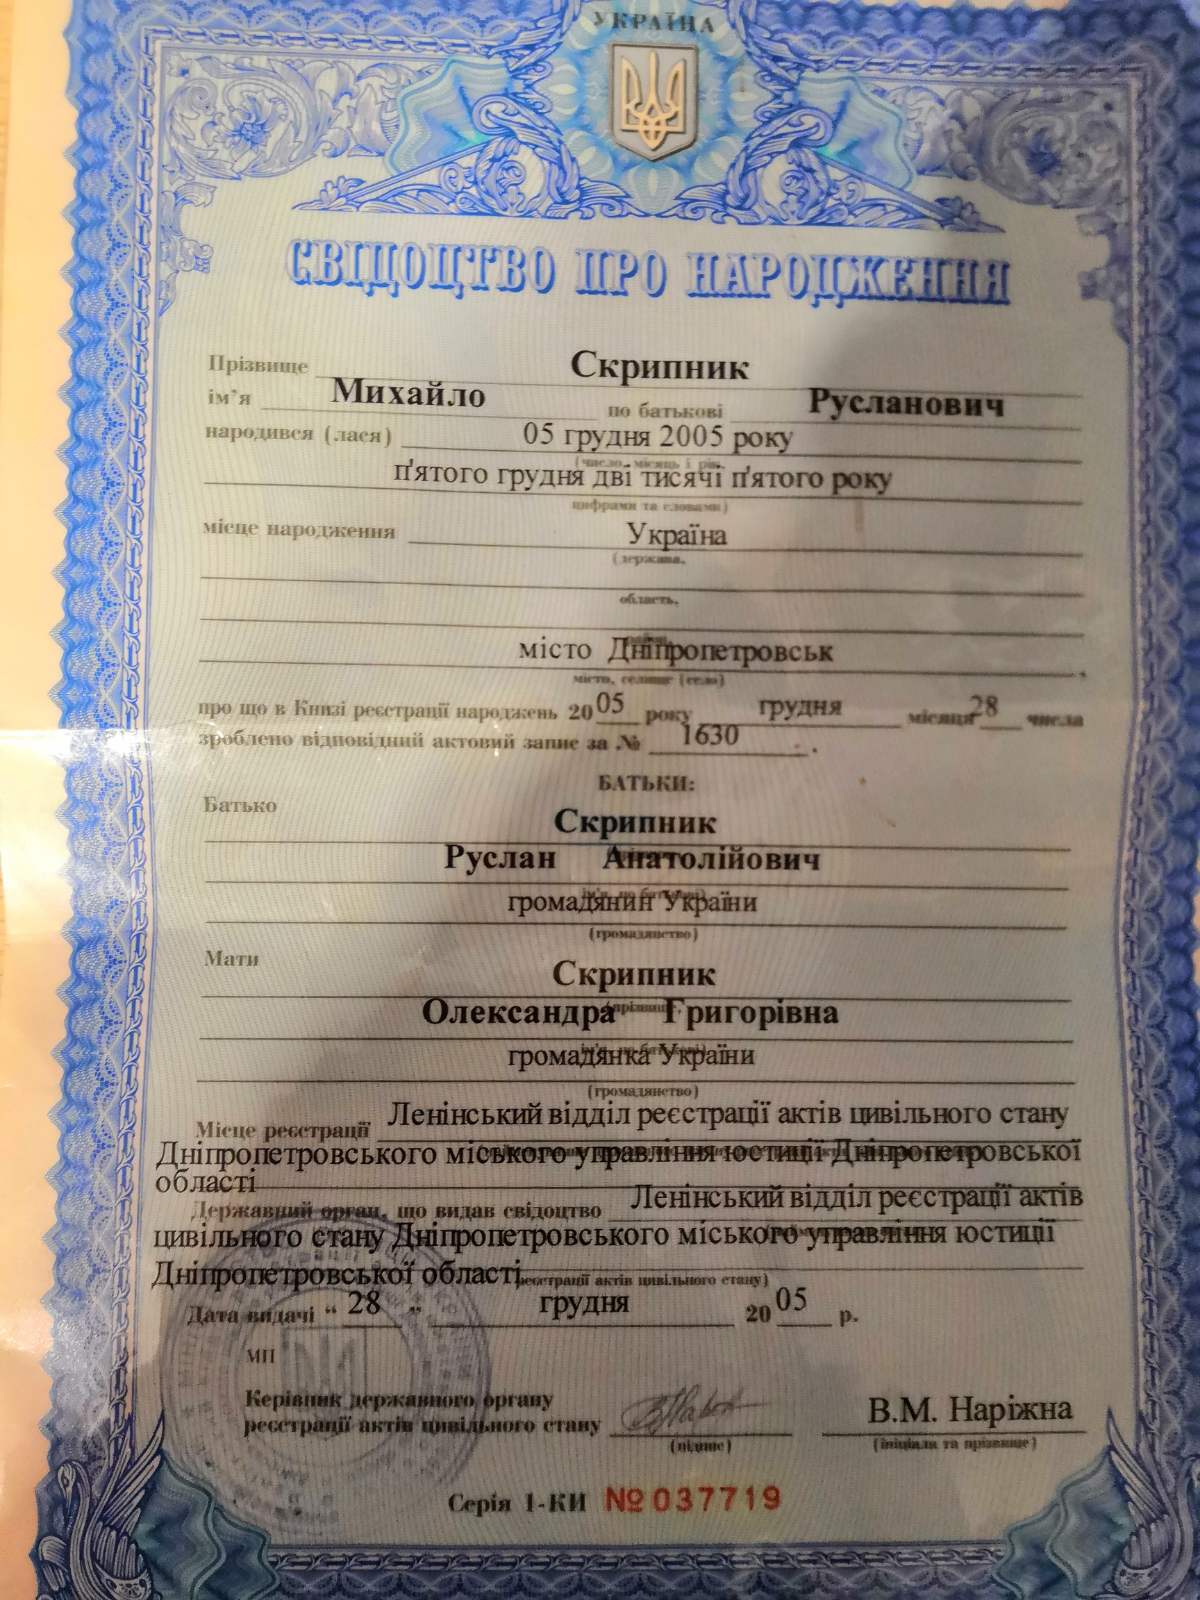 УКРАЇНА
СВІДОЦТВО ПРО НАРОДЖЕННЯ
Прізвище Скрипник
ім'я Михайло по батькові Русланович
народився (лася) 05 грудня 2005 року
(число, місяць і рік
п'ятого грудня дві тисячі п'ятого року
цифрами та словами)
місце народження Україна
(держава,
область,
місто Дніпропетровськ
місто, селище (село)
про що в Книзі реєстрації народжень 2005 року грудня місяця 28 числа
зроблено відповідний актовий запис за № 1630.
БАТЬКИ:
Батько
Скрипник
Руслан Анатолійович
ім'я, по батькові)
громадянин України
(громадянство)
Мати
Скрипник
(прізвище,
Олександра Григорівна
ім'я, по батькові)
громадянка України
(громадянство)
Місце реєстрації Ленінський відділ реєстрації актів цивільного стану
Дніпропетровського міського управління юстиції Дніпропетровської
області
Державний орган, що видав свідоцтво Ленінський відділ реєстрації актів
цивільного стану Дніпропетровського міського управління юстиції
Дніпропетровської області
реєстрації актів цивільного стану)
Дата видачі “ 28 ” грудня 2005 р.
МП
Керівник державного органу
реєстрації актів цивільного стану В.М. Наріжна
(підпис) (ініціали та прізвище)
Серія 1-КИ №037719